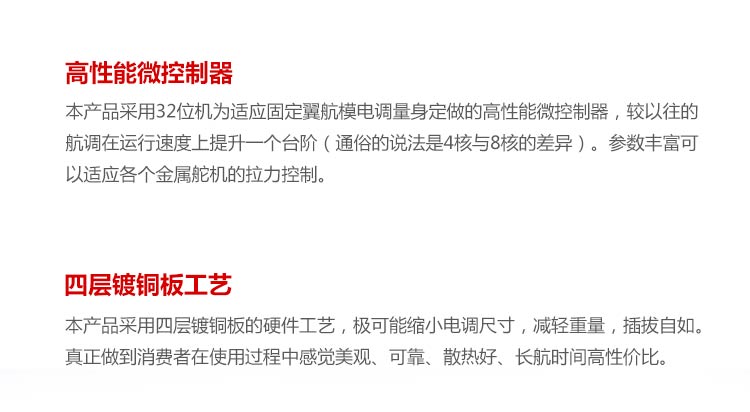 高性能微控制器
本产品采用32位机为适应固定翼航模电调量身定做的高性能微控制器，较以往的
航调在运行速度上提升一个台阶（通俗的说法是4核与8核的差异）。参数丰富可
以适应各个金属舵机的拉力控制。
四层镀铜板工艺
本产品采用四层镀铜板的硬件工艺，极可能缩小电调尺寸，减轻重量，插拔自如。
真正做到消费者在使用过程中感觉美观、可靠、散热好、长航时间高性价比。